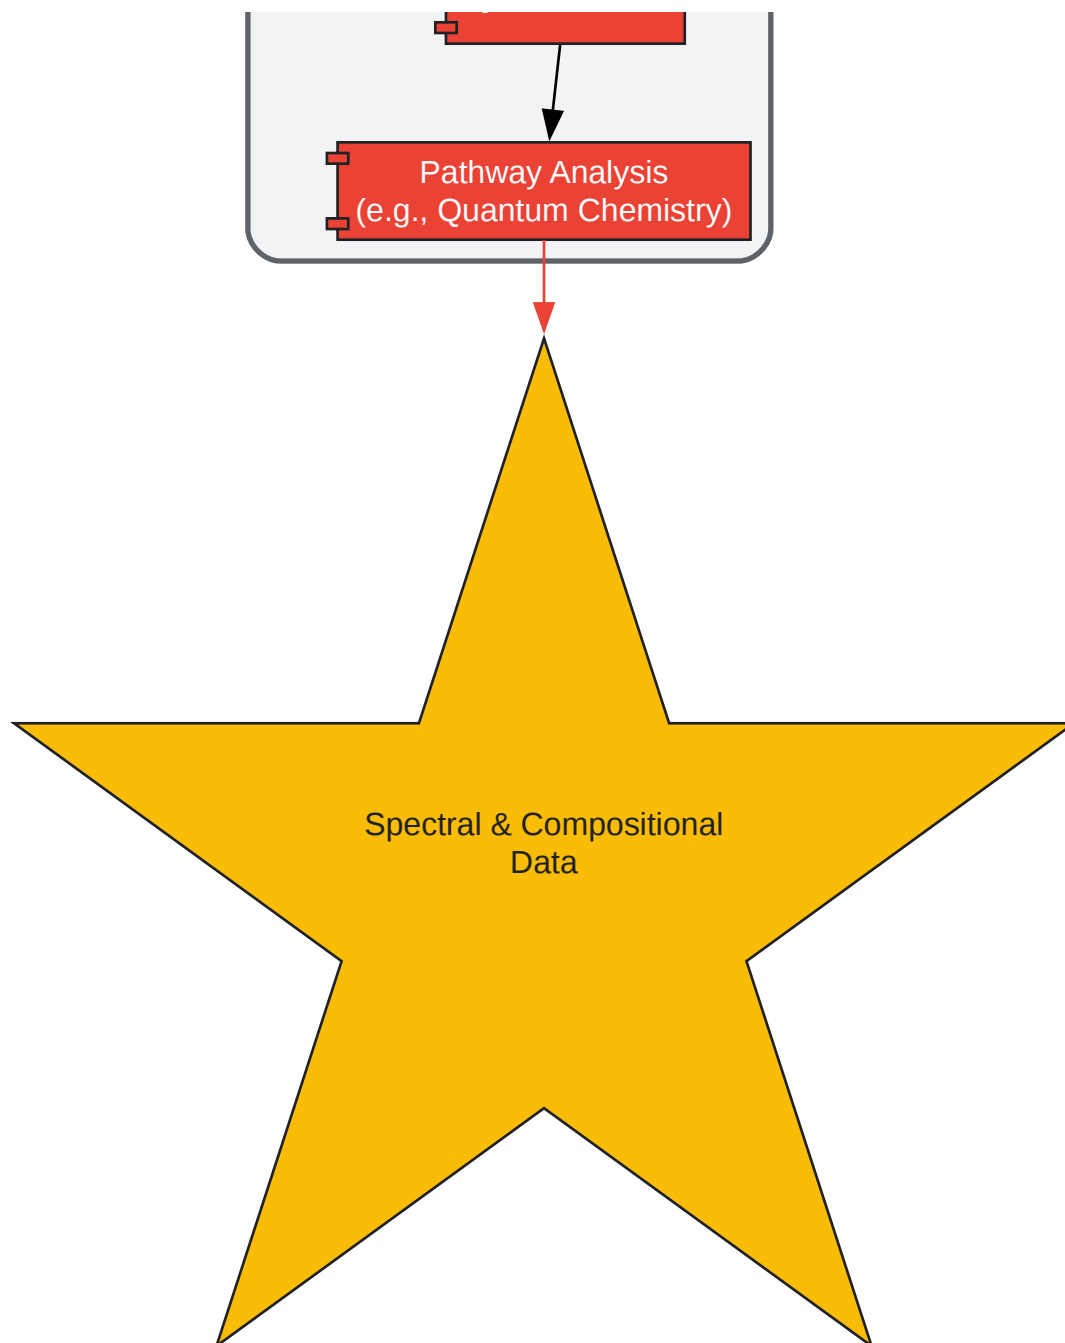 Pathway Analysis
(e.g., Quantum Chemistry)
Spectral & Compositional
Data